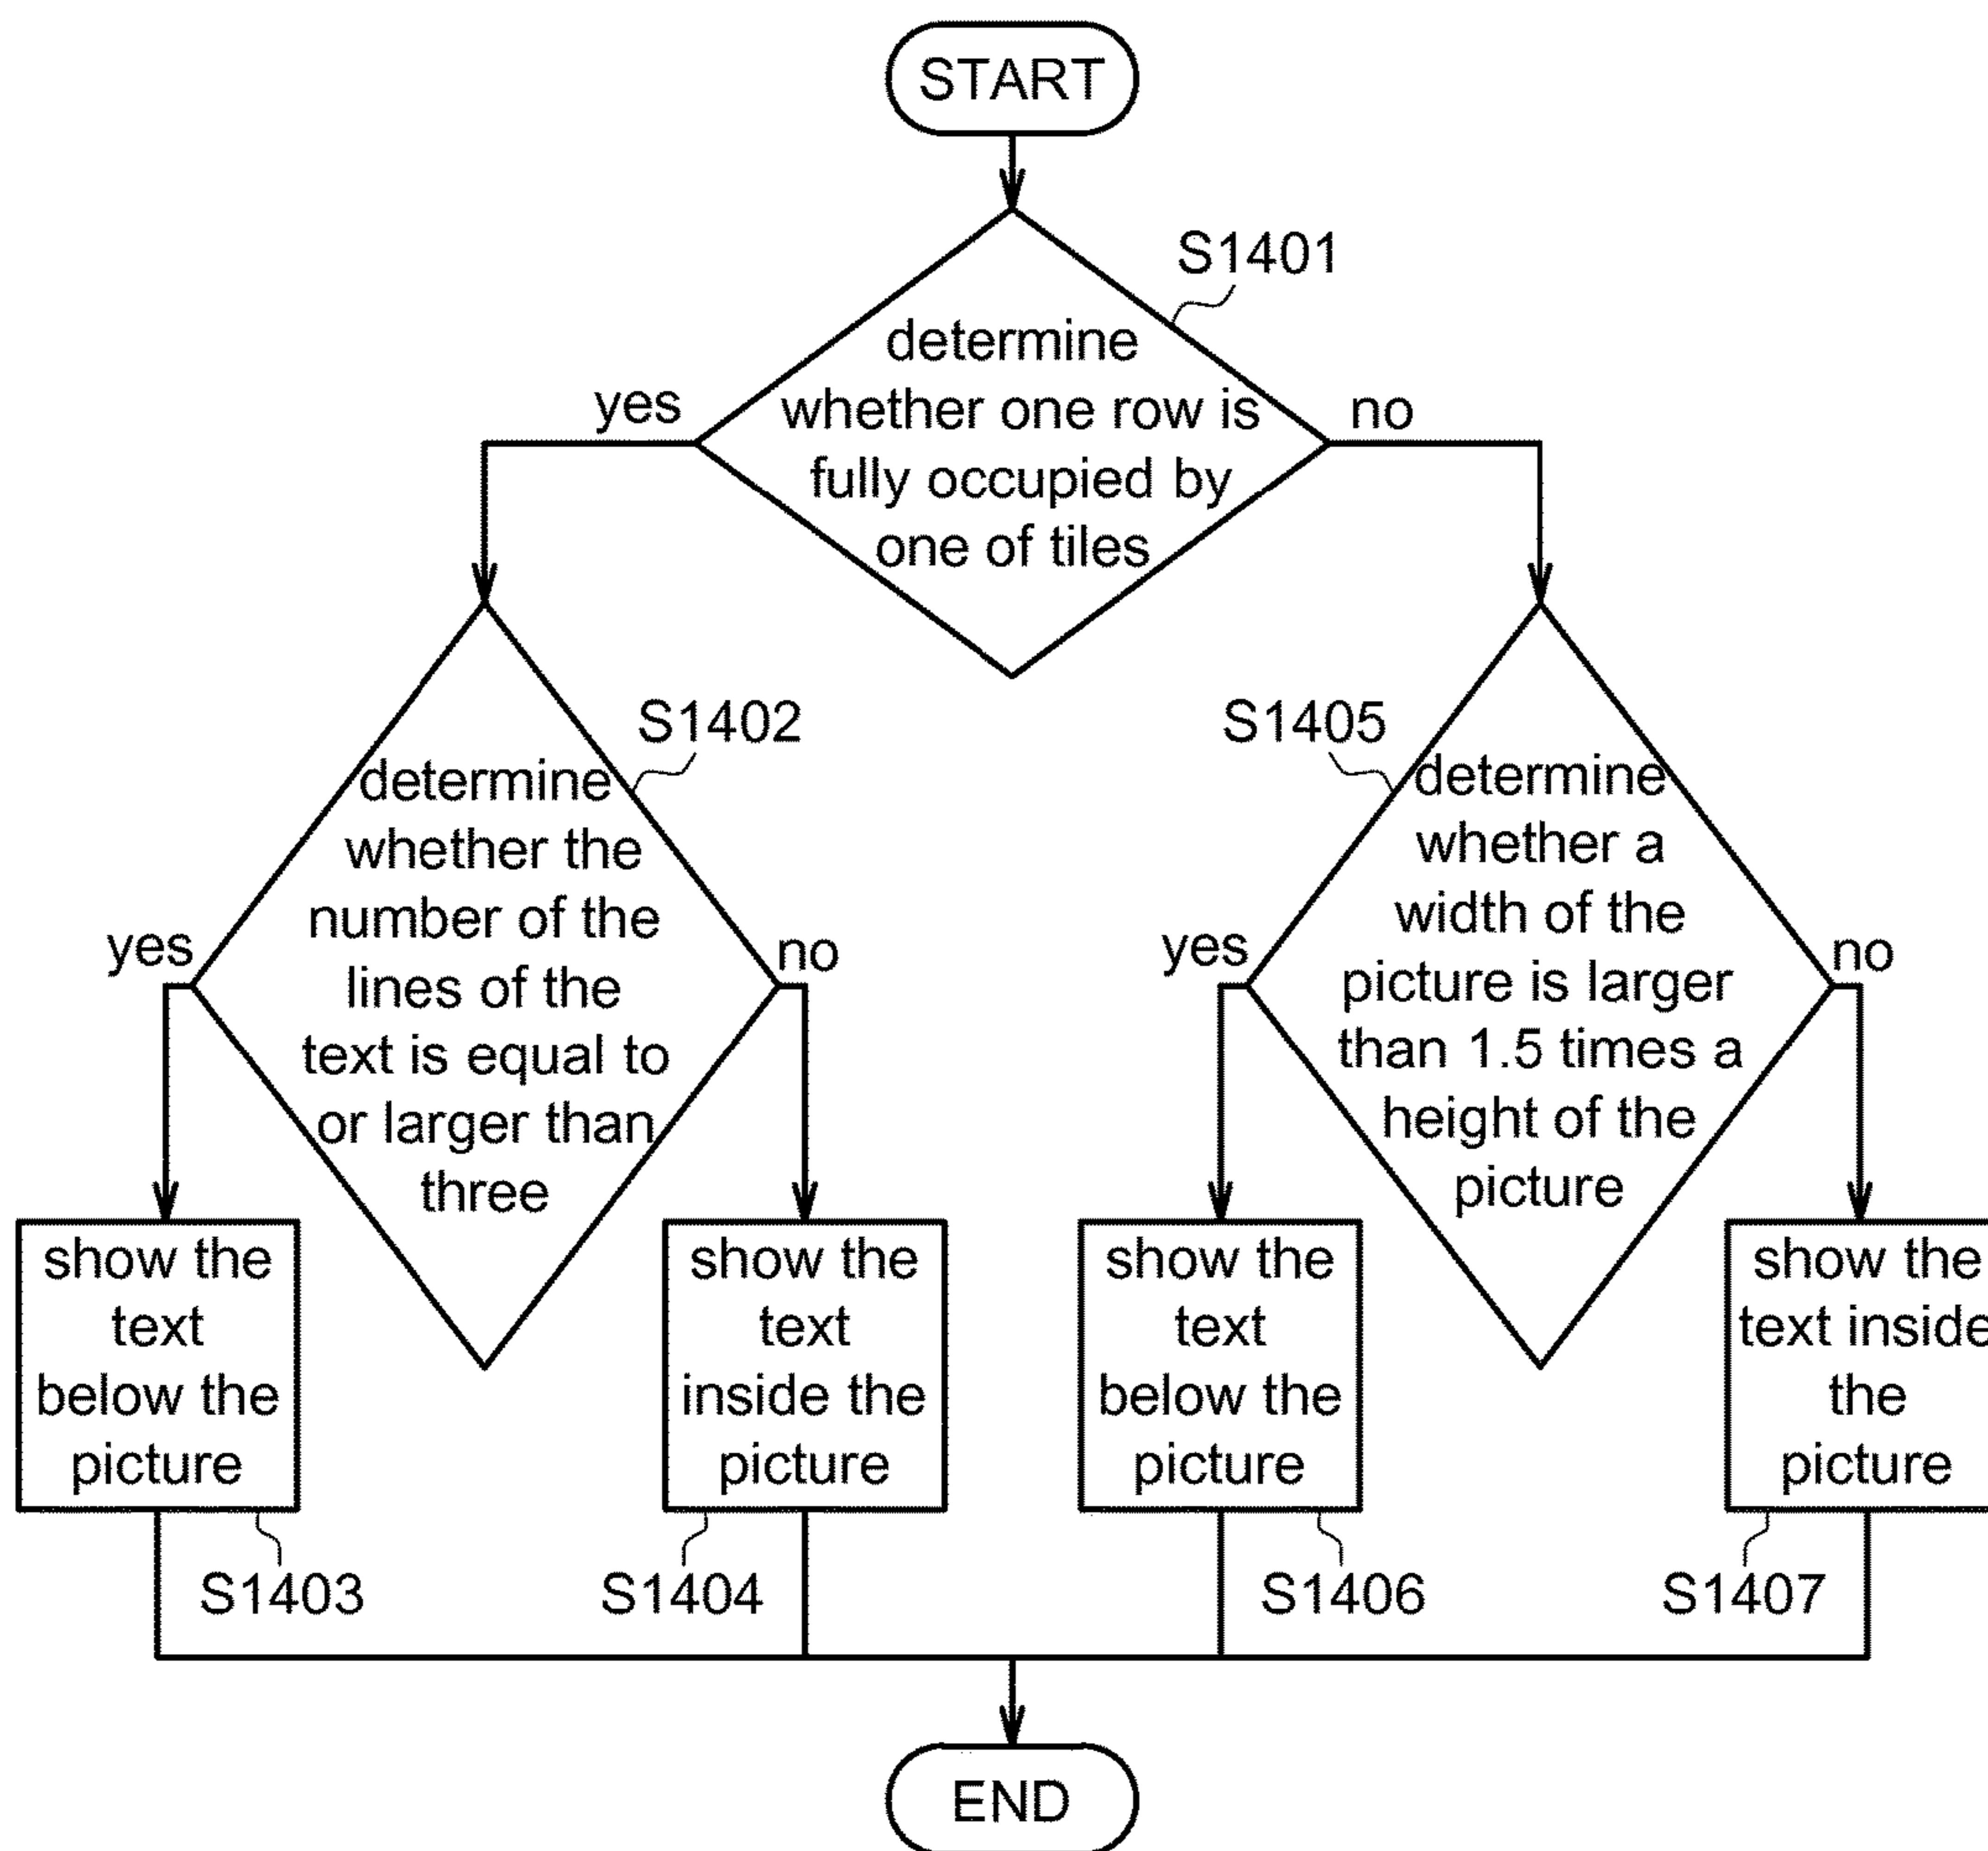 START
S1401
determine
whether one row is
fully occupied by
one of tiles
yes
no
S1402
determine
whether the
number of the
lines of the
text is equal to
or larger than
three
yes
no
S1405
determine
whether a
width of the
picture is larger
than 1.5 times a
height of the
picture
yes
no
show the
text
below the
picture
S1403
show the
text
inside the
picture
S1404
show the
text
below the
picture
S1406
show the
text inside
the
picture
S1407
END